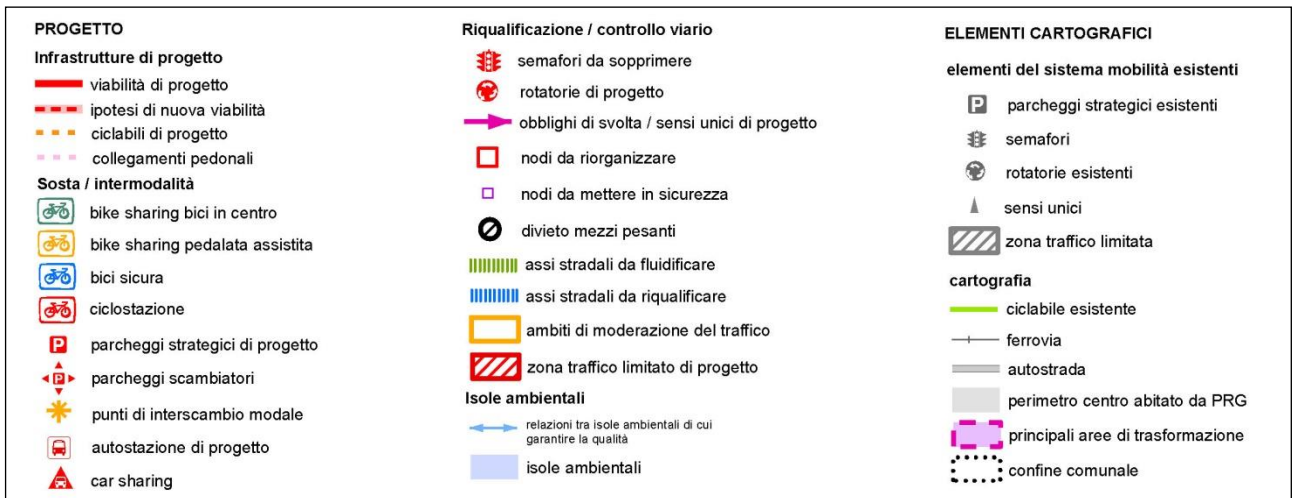 PROGETTO
Infrastrutture di progetto
viabilità di progetto
ipotesi di nuova viabilità
ciclabili di progetto
collegamenti pedonali
Sosta / intermodalità
bike sharing bici in centro
bike sharing pedalata assistita
bici sicura
ciclostazione
P parcheggi strategici di progetto
P parcheggi scambiatori
punti di interscambio modale
autostazione di progetto
car sharing
Riqualificazione / controllo viario
semafori da sopprimere
rotatorie di progetto
obblighi di svolta / sensi unici di progetto
nodi da riorganizzare
nodi da mettere in sicurezza
divieto mezzi pesanti
assi stradali da fluidificare
assi stradali da riqualificare
ambiti di moderazione del traffico
zona traffico limitato di progetto
Isole ambientali
relazioni tra isole ambientali di cui
garantire la qualità
isole ambientali
ELEMENTI CARTOGRAFICI
elementi del sistema mobilità esistenti
P parcheggi strategici esistenti
semafori
rotatorie esistenti
sensi unici
zona traffico limitata
cartografia
ciclabile esistente
ferrovia
autostrada
perimetro centro abitato da PRG
principali aree di trasformazione
confine comunale